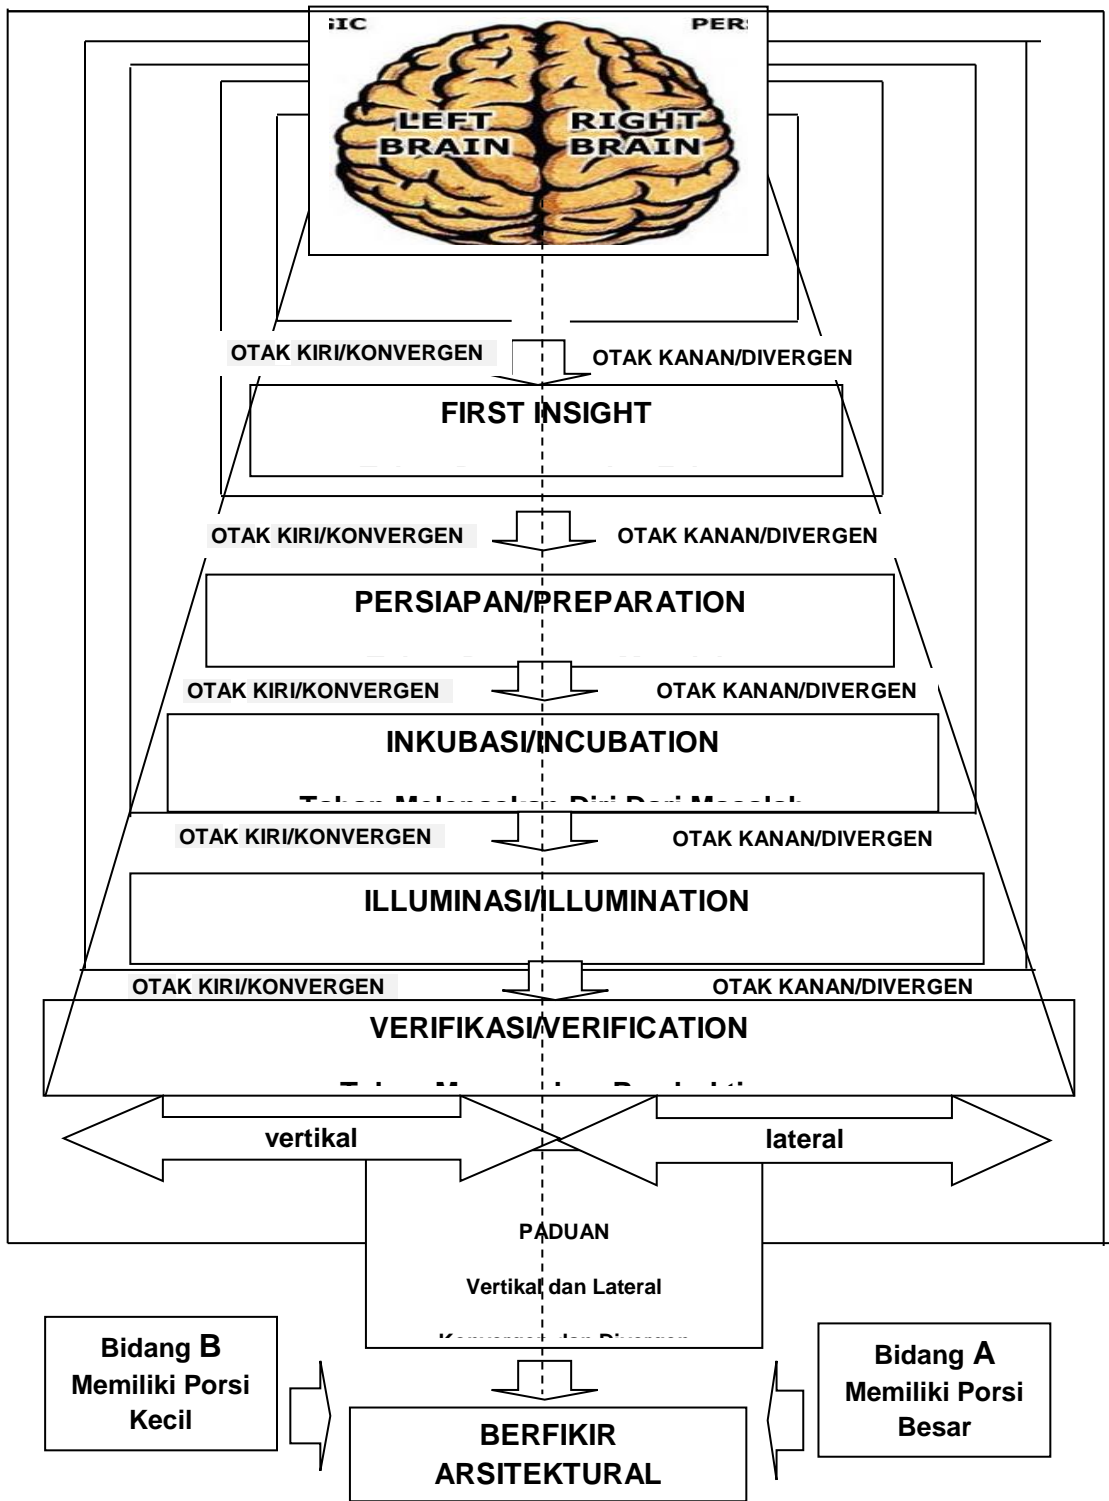 LEFT BRAIN
RIGHT BRAIN
OTAK KIRI/KONVERGEN
OTAK KANAN/DIVERGEN
FIRST INSIGHT
OTAK KIRI/KONVERGEN
OTAK KANAN/DIVERGEN
PERSIAPAN/PREPARATION
OTAK KIRI/KONVERGEN
OTAK KANAN/DIVERGEN
INKUBASI/INCUBATION
OTAK KIRI/KONVERGEN
OTAK KANAN/DIVERGEN
ILLUMINASI/ILLUMINATION
OTAK KIRI/KONVERGEN
OTAK KANAN/DIVERGEN
VERIFIKASI/VERIFICATION
vertikal
lateral
PADUAN
Vertikal dan Lateral
Bidang B
Memiliki Porsi
Kecil
Bidang A
Memiliki Porsi
Besar
BERFIKIR
ARSITEKTURAL